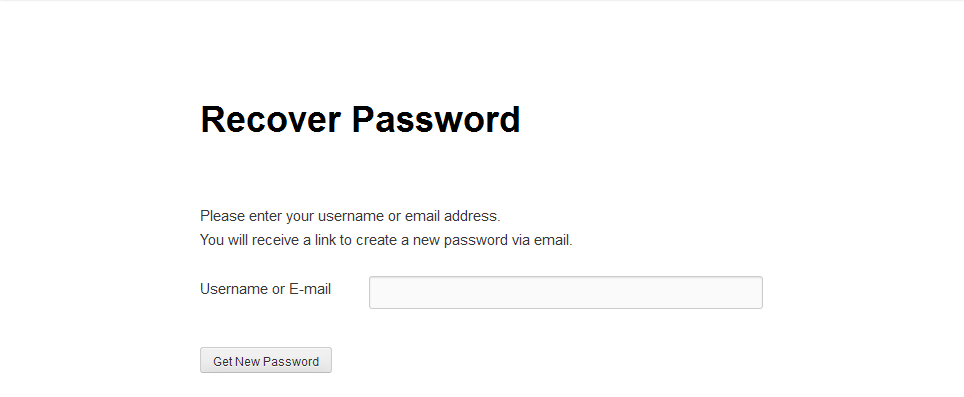 Recover Password
Please enter your username or email address.
You will receive a link to create a new password via email.
Username or E-mail
Get New Password